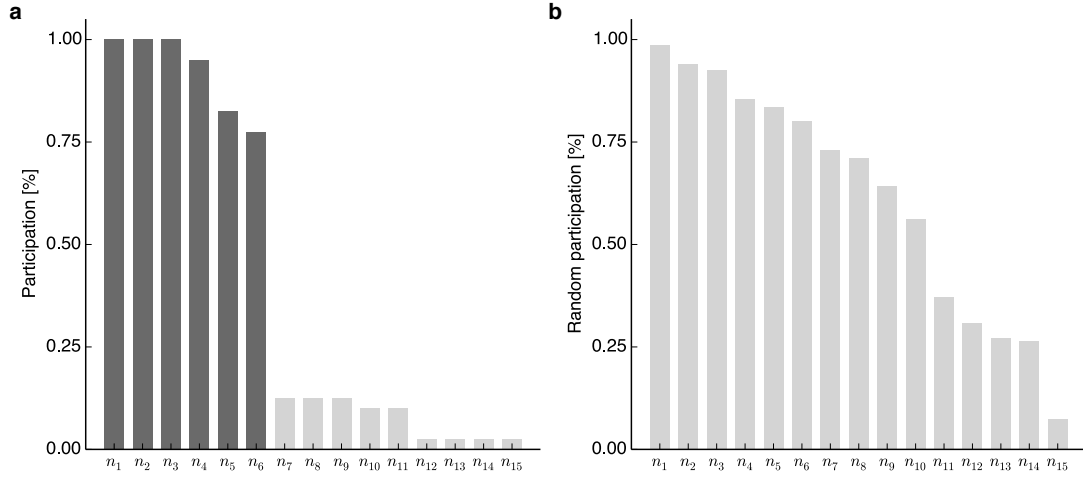 a
Participation [%]
1.00
0.75
0.50
0.25
0.00
n₁ n₂ n₃ n₄ n₅ n₆ n₇ n₈ n₉ n₁₀ n₁₁ n₁₂ n₁₃ n₁₄ n₁₅
b
Random participation [%]
1.00
0.75
0.50
0.25
0.00
n₁ n₂ n₃ n₄ n₅ n₆ n₇ n₈ n₉ n₁₀ n₁₁ n₁₂ n₁₃ n₁₄ n₁₅